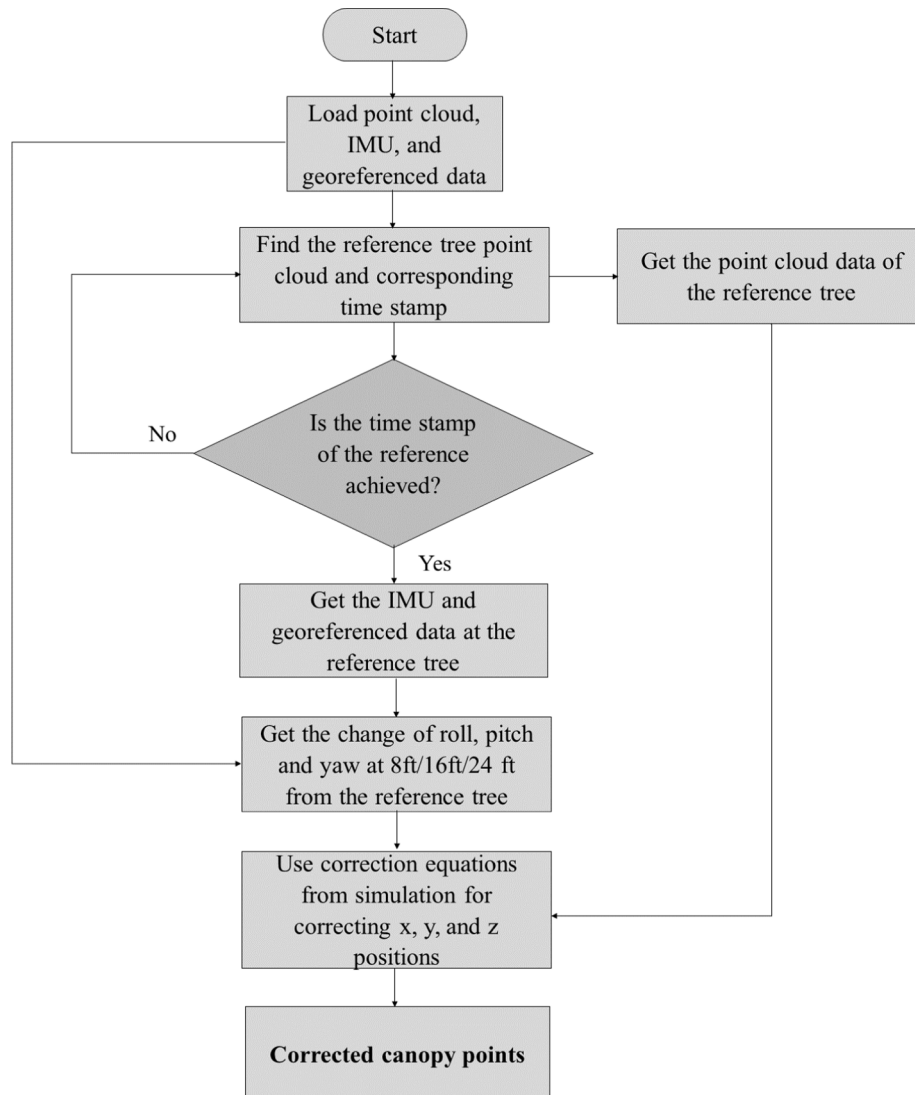 Start
Load point cloud,
IMU, and
georeferenced data
Find the reference tree point
cloud and corresponding
time stamp
Get the point cloud data of
the reference tree
Is the time stamp
of the reference
achieved?
No
Yes
Get the IMU and
georeferenced data at the
reference tree
Get the change of roll, pitch
and yaw at 8ft/16ft/24 ft
from the reference tree
Use correction equations
from simulation for
correcting x, y, and z
positions
Corrected canopy points